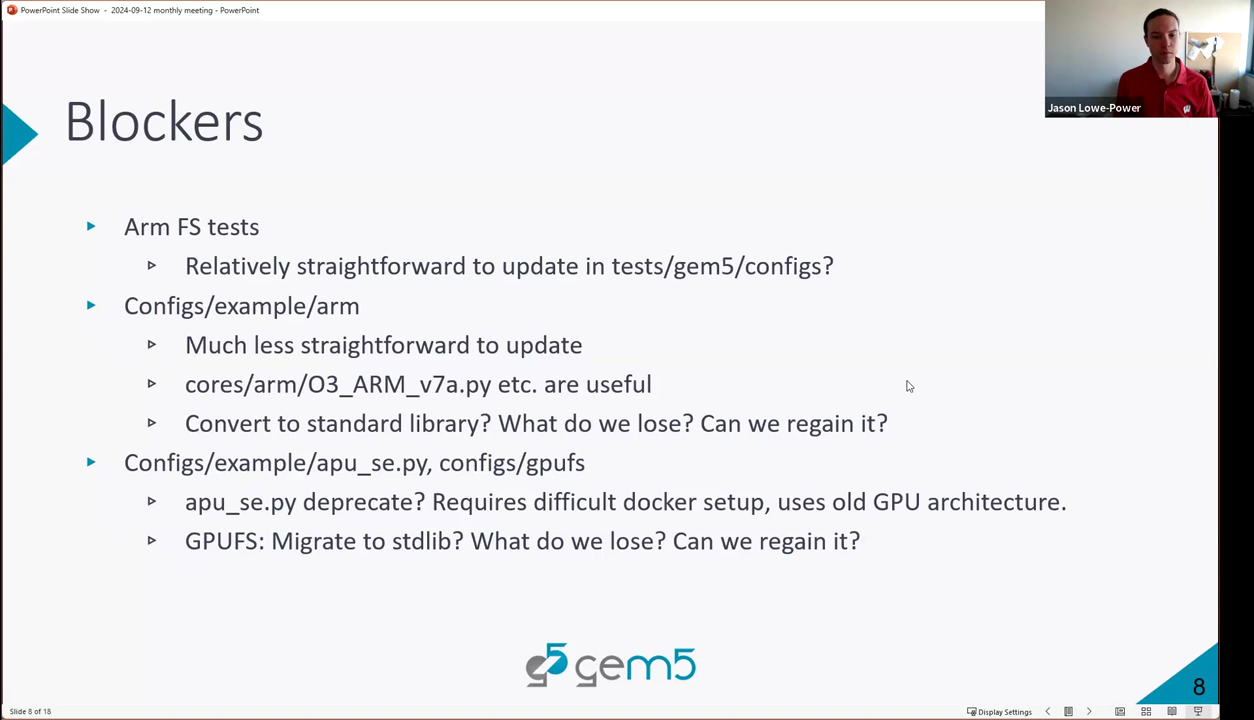 PowerPoint Slide Show - 2024-09-12 monthly meeting - PowerPoint
Jason Lowe-Power
Blockers
Arm FS tests
Relatively straightforward to update in tests/gem5/configs?
Configs/example/arm
Much less straightforward to update
cores/arm/O3_ARM_v7a.py etc. are useful
Convert to standard library? What do we lose? Can we regain it?
Configs/example/apu_se.py, configs/gpufs
apu_se.py deprecate? Requires difficult docker setup, uses old GPU architecture.
GPUFS: Migrate to stdlib? What do we lose? Can we regain it?
g5 gem5
8
Slide 8 of 18
Display Settings